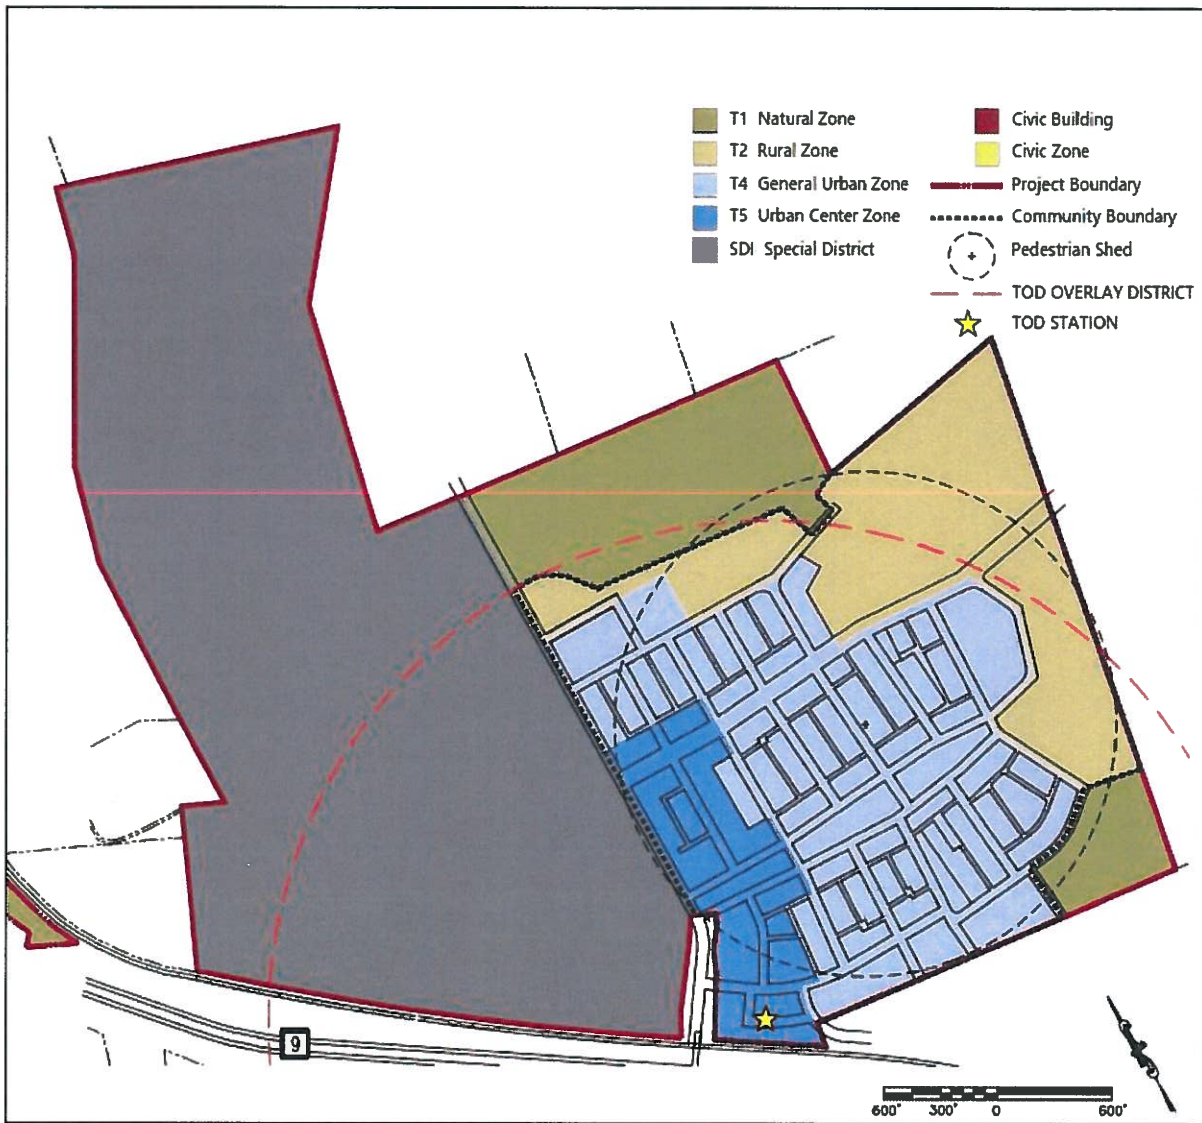 T1 Natural Zone
T2 Rural Zone
T4 General Urban Zone
T5 Urban Center Zone
SDI Special District
Civic Building
Civic Zone
Project Boundary
Community Boundary
Pedestrian Shed
TOD OVERLAY DISTRICT
TOD STATION
9
600' 300' 0 600'